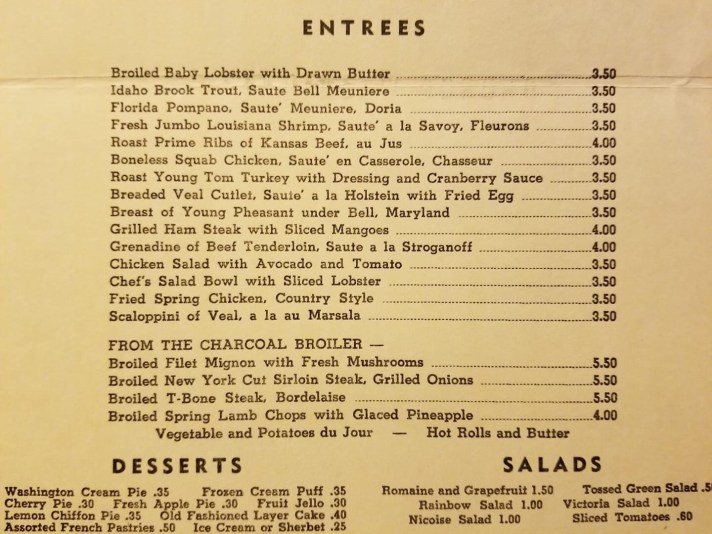 ENTREES
Broiled Baby Lobster with Drawn Butter 3.50
Idaho Brook Trout, Saute Bell Meuniere 3.50
Florida Pompano, Saute' Meuniere, Doria 3.50
Fresh Jumbo Louisiana Shrimp, Saute' a la Savoy, Fleurons 3.50
Roast Prime Ribs of Kansas Beef, au Jus 4.00
Boneless Squab Chicken, Saute' en Casserole, Chasseur 3.50
Roast Young Tom Turkey with Dressing and Cranberry Sauce 3.50
Breaded Veal Cutlet, Saute' a la Holstein with Fried Egg 3.50
Breast of Young Pheasant under Bell, Maryland 3.50
Grilled Ham Steak with Sliced Mangoes 4.00
Grenadine of Beef Tenderloin, Saute a la Stroganoff 4.00
Chicken Salad with Avocado and Tomato 3.50
Chef's Salad Bowl with Sliced Lobster 3.50
Fried Spring Chicken, Country Style 3.50
Scaloppini of Veal, a la au Marsala 3.50
FROM THE CHARCOAL BROILER —
Broiled Filet Mignon with Fresh Mushrooms 5.50
Broiled New York Cut Sirloin Steak, Grilled Onions 5.50
Broiled T-Bone Steak, Bordelaise 5.50
Broiled Spring Lamb Chops with Glaced Pineapple 4.00
Vegetable and Potatoes du Jour — Hot Rolls and Butter
DESSERTS
Washington Cream Pie .35 Frozen Cream Puff .35
Cherry Pie .30 Fresh Apple Pie .30 Fruit Jello .30
Lemon Chiffon Pie .35 Old Fashioned Layer Cake .40
Assorted French Pastries .50 Ice Cream or Sherbet .25
SALADS
Romaine and Grapefruit 1.50 Tossed Green Salad
Rainbow Salad 1.00 Victoria Salad 1.00
Nicoise Salad 1.00 Sliced Tomatoes .60